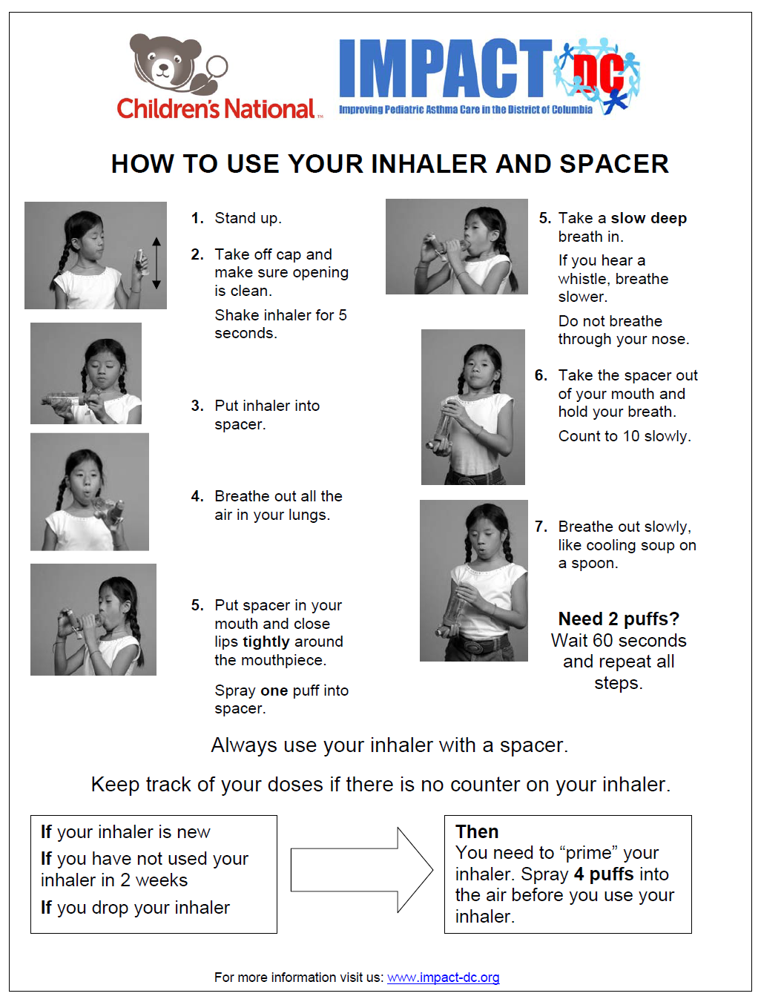 Children's National ™
IMPACT DC
Improving Pediatric Asthma Care in the District of Columbia
HOW TO USE YOUR INHALER AND SPACER
1. Stand up.
2. Take off cap and
make sure opening
is clean.
Shake inhaler for 5
seconds.
3. Put inhaler into
spacer.
4. Breathe out all the
air in your lungs.
5. Put spacer in your
mouth and close
lips tightly around
the mouthpiece.
Spray one puff into
spacer.
5. Take a slow deep
breath in.
If you hear a
whistle, breathe
slower.
Do not breathe
through your nose.
6. Take the spacer out
of your mouth and
hold your breath.
Count to 10 slowly.
7. Breathe out slowly,
like cooling soup on
a spoon.
Need 2 puffs?
Wait 60 seconds
and repeat all
steps.
Always use your inhaler with a spacer.
Keep track of your doses if there is no counter on your inhaler.
If your inhaler is new
If you have not used your
inhaler in 2 weeks
If you drop your inhaler
Then
You need to “prime” your
inhaler. Spray 4 puffs into
the air before you use your
inhaler.
For more information visit us: www.impact-dc.org